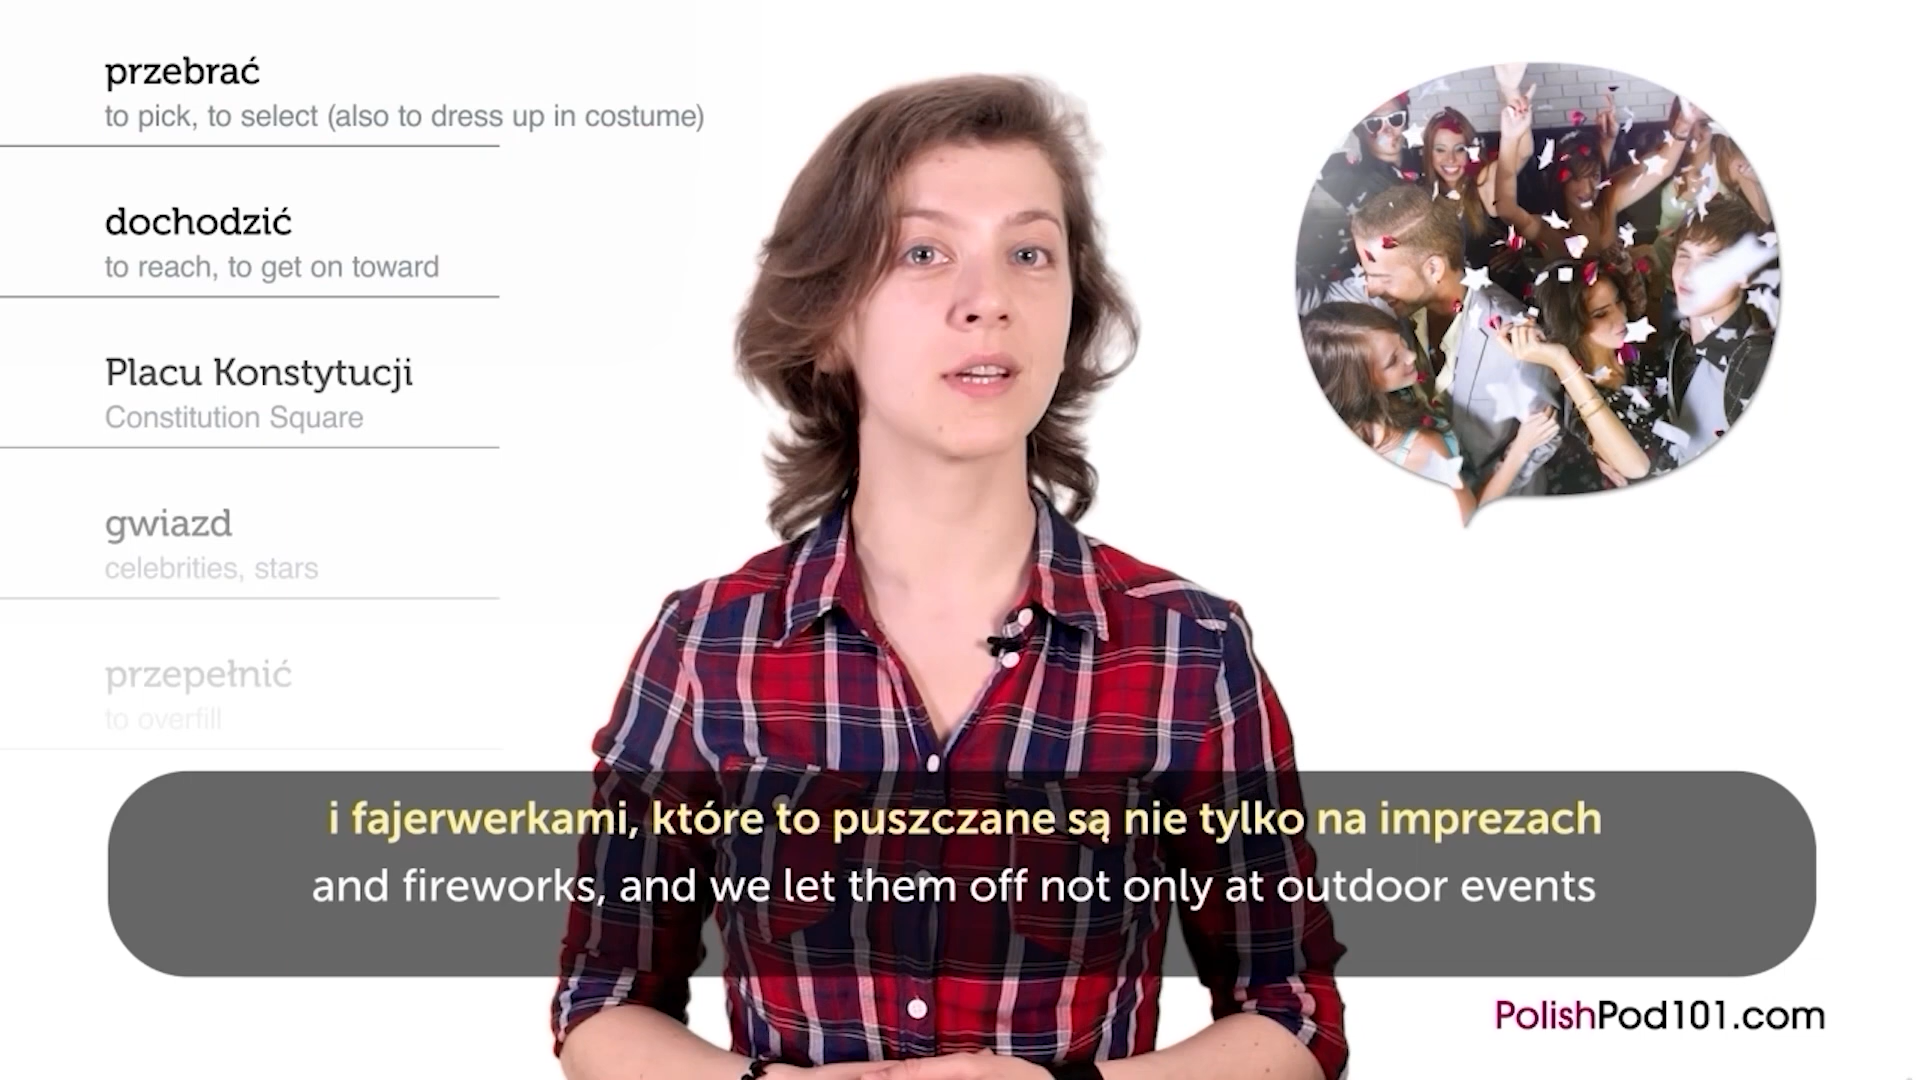 przebrać
to pick, to select (also to dress up in costume)
dochodzić
to reach, to get on toward
Placu Konstytucji
Constitution Square
gwiazd
celebrities, stars
przepełnić
to overfill
i fajerwerkami, które to puszczane są nie tylko na imprezach
and fireworks, and we let them off not only at outdoor events
PolishPod101.com